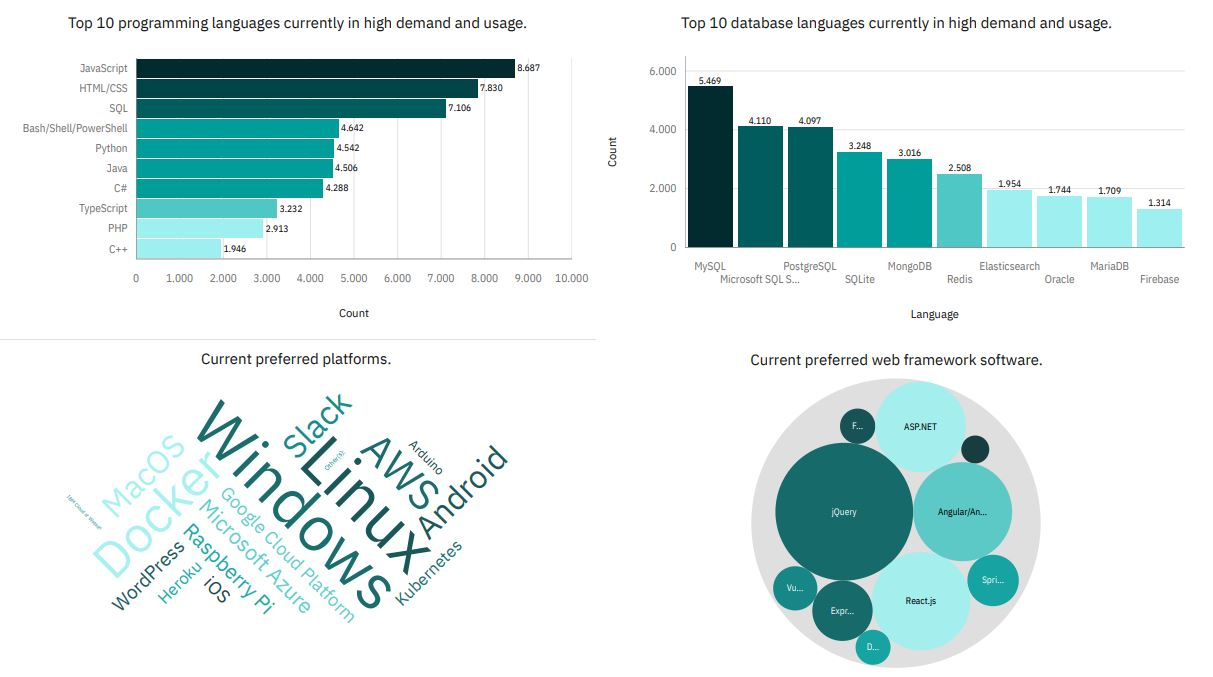 Top 10 programming languages currently in high demand and usage.
JavaScript 8.687
HTML/CSS 7.830
SQL 7.106
Bash/Shell/PowerShell 4.642
Python 4.542
Java 4.506
C# 4.288
TypeScript 3.232
PHP 2.913
C++ 1.946
0 1.000 2.000 3.000 4.000 5.000 6.000 7.000 8.000 9.000 10.000
Count
Top 10 database languages currently in high demand and usage.
Count
6.000
4.000
2.000
0
5.469 4.110 4.097 3.248 3.016 2.508 1.954 1.744 1.709 1.314
MySQL PostgreSQL MongoDB Elasticsearch MariaDB
Microsoft SQL S... SQLite Redis Oracle Firebase
Language
Current preferred platforms.
Slack
Windows
Linux
Other(s):
AWS
Arduino
Android
MacOS
Docker
Google Cloud Platform
Microsoft Azure
Raspberry Pi
WordPress
Heroku
iOS
Kubernetes
Current preferred web framework software.
F...
ASP.NET
jQuery
Angular/An...
Vu...
Expr...
React.js
Spri...
D...